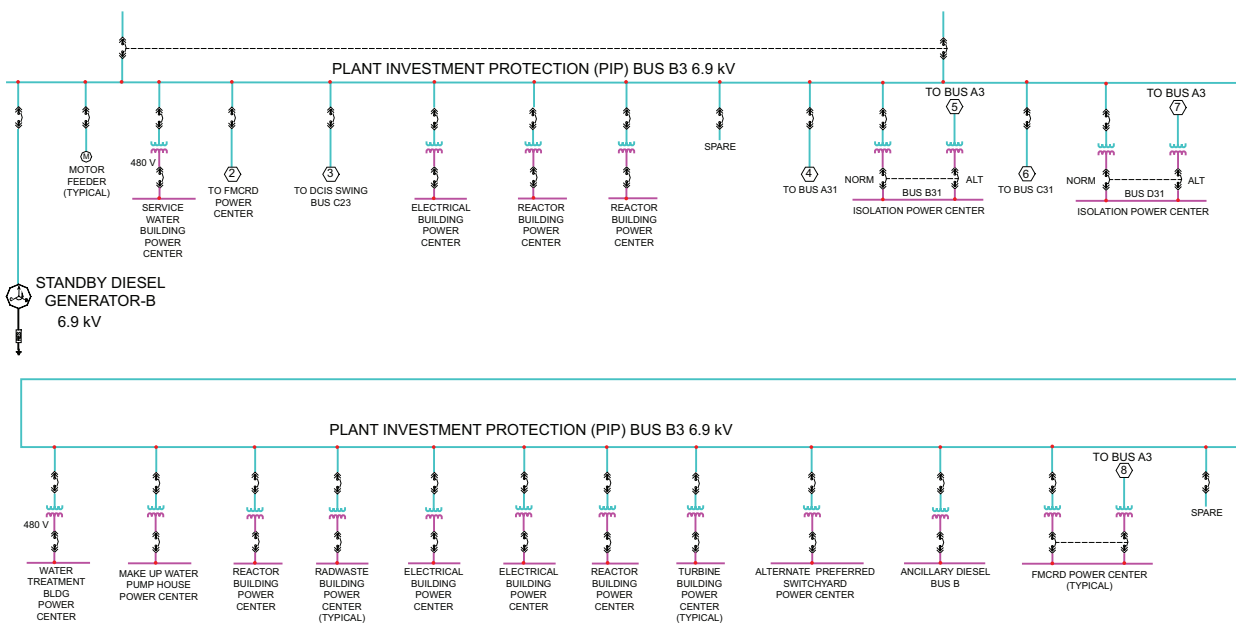 PLANT INVESTMENT PROTECTION (PIP) BUS B3 6.9 kV
TO BUS A3
5
TO BUS A3
7
M
MOTOR
FEEDER
(TYPICAL)
480 V
SERVICE
WATER
BUILDING
POWER
CENTER
2
TO FMCRD
POWER
CENTER
3
TO DCIS SWING
BUS C23
ELECTRICAL
BUILDING
POWER
CENTER
REACTOR
BUILDING
POWER
CENTER
REACTOR
BUILDING
POWER
CENTER
SPARE
4
TO BUS A31
NORM
ALT
BUS B31
ISOLATION POWER CENTER
6
TO BUS C31
NORM
ALT
BUS D31
ISOLATION POWER CENTER
STANDBY DIESEL
GENERATOR-B
6.9 kV
PLANT INVESTMENT PROTECTION (PIP) BUS B3 6.9 kV
TO BUS A3
8
480 V
WATER
TREATMENT
BLDG
POWER
CENTER
MAKE UP WATER
PUMP HOUSE
POWER CENTER
REACTOR
BUILDING
POWER
CENTER
RADWASTE
BUILDING
POWER
CENTER
(TYPICAL)
ELECTRICAL
BUILDING
POWER
CENTER
ELECTRICAL
BUILDING
POWER
CENTER
REACTOR
BUILDING
POWER
CENTER
TURBINE
BUILDING
POWER
CENTER
(TYPICAL)
ALTERNATE PREFERRED
SWITCHYARD
POWER CENTER
ANCILLARY DIESEL
BUS B
FMCRD POWER CENTER
(TYPICAL)
SPARE